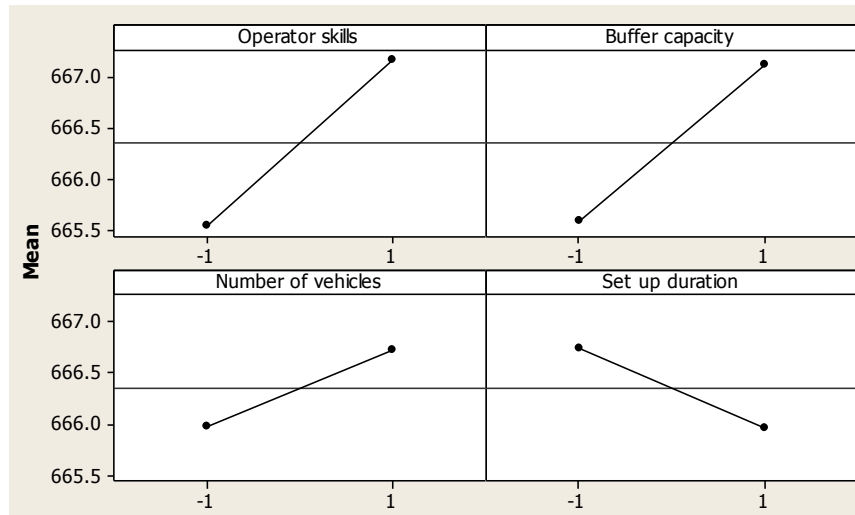 Operator skills Buffer capacity
667.0
666.5
666.0
665.5
-1 1 -1 1
Mean
Number of vehicles Set up duration
667.0
666.5
666.0
665.5
-1 1 -1 1